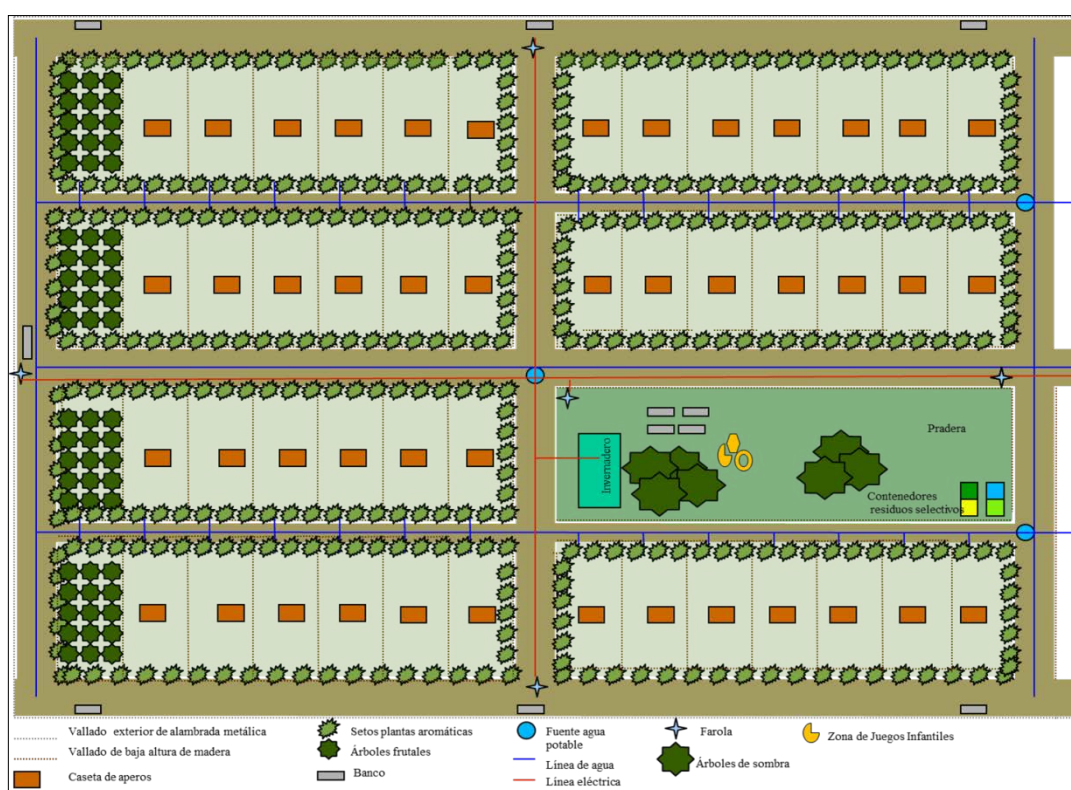 Pradera
Invernadero
Contenedores
residuos selectivos
Vallado exterior de alambrada metálica
Vallado de baja altura de madera
Caseta de aperos
Setos plantas aromáticas
Árboles frutales
Banco
Fuente agua
potable
Línea de agua
Línea eléctrica
Farola
Árboles de sombra
Zona de Juegos Infantiles